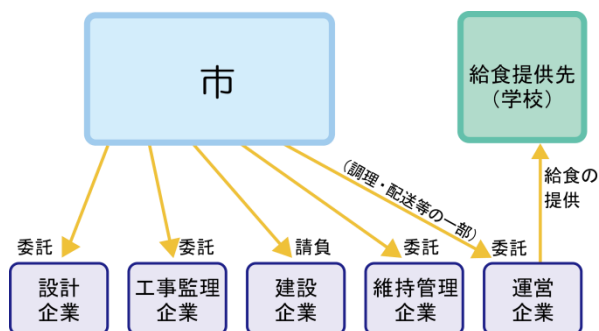 市
給食提供先
（学校）
（調理・配送等の一部）
給食の
提供
委託
委託
請負
委託
委託
設計
企業
工事監理
企業
建設
企業
維持管理
企業
運営
企業